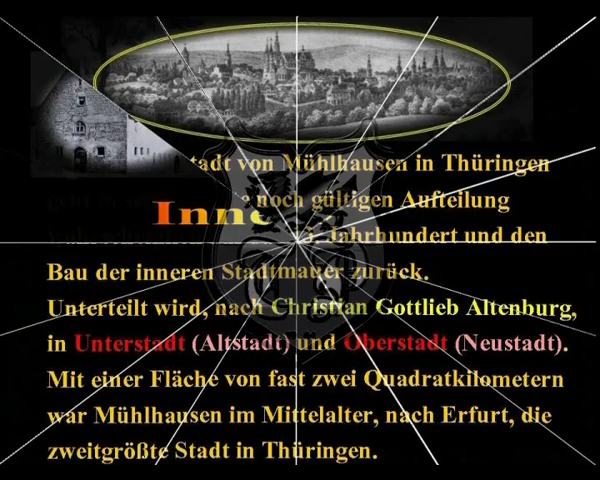 tadt von Mühlhausen in Thüringen
noch gültigen Aufteilung
Inne
Jahrhundert und den
Bau der inneren Stadtmauer zurück.
Unterteilt wird, nach Christian Gottlieb Altenburg,
in Unterstadt (Altstadt) und Oberstadt (Neustadt).
Mit einer Fläche von fast zwei Quadratkilometern
war Mühlhausen im Mittelalter, nach Erfurt, die
zweitgrößte Stadt in Thüringen.